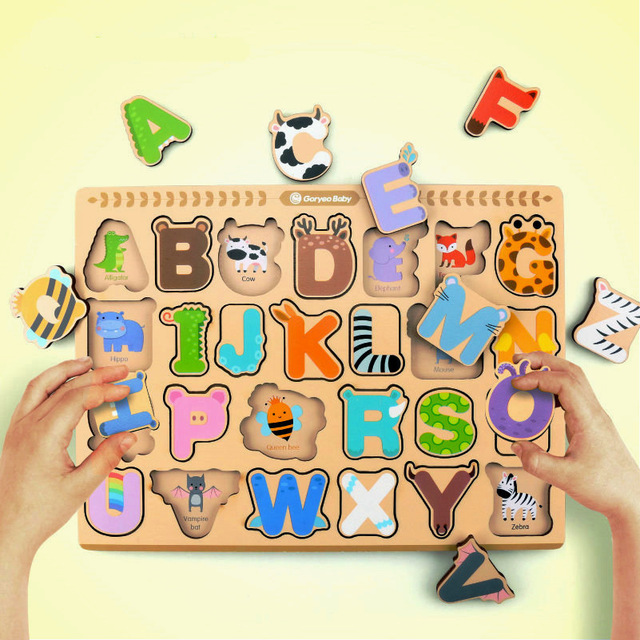 A
C
F
E
Goryeo Baby
B D G
Alligator
Cow
Elephant
Q
I J K L M N Z
Hippo
Mouse
H P R S O
Queen bee
U W X Y
Vampire
bat
Zebra
V